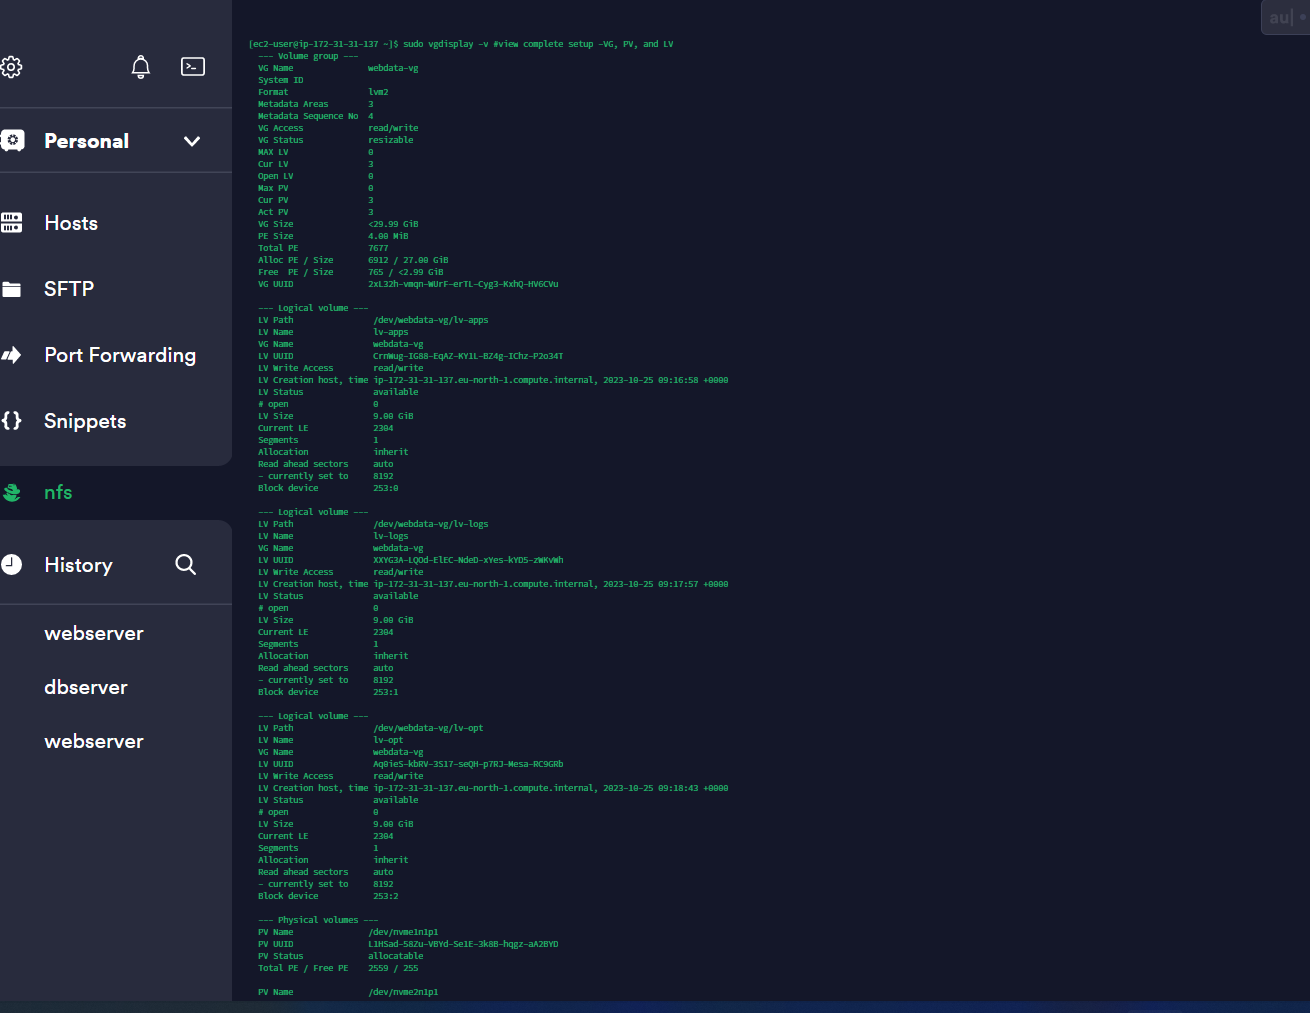 au
Personal
Hosts
SFTP
Port Forwarding
Snippets
nfs
History
webserver
dbserver
webserver
[ec2-user@ip-172-31-31-137 ~]$ sudo vgdisplay -v #view complete setup -VG, PV, and LV
--- Volume group ---
VG Name webdata-vg
System ID
Format lvm2
Metadata Areas 3
Metadata Sequence No 4
VG Access read/write
VG Status resizable
MAX LV 0
Cur LV 3
Open LV 0
Max PV 0
Cur PV 3
Act PV 3
VG Size <29.99 GiB
PE Size 4.00 MiB
Total PE 7677
Alloc PE / Size 6912 / 27.00 GiB
Free PE / Size 765 / <2.99 GiB
VG UUID 2xL32h-vmqn-WUrF-erTL-Cyg3-KxhQ-HV6CVu
--- Logical volume ---
LV Path /dev/webdata-vg/lv-apps
LV Name lv-apps
VG Name webdata-vg
LV UUID CrnWug-IG88-EqAZ-KY1L-BZ4g-IChz-P2o34T
LV Write Access read/write
LV Creation host, time ip-172-31-31-137.eu-north-1.compute.internal, 2023-10-25 09:16:58 +0000
LV Status available
# open 0
LV Size 9.00 GiB
Current LE 2304
Segments 1
Allocation inherit
Read ahead sectors auto
- currently set to 8192
Block device 253:0
--- Logical volume ---
LV Path /dev/webdata-vg/lv-logs
LV Name lv-logs
VG Name webdata-vg
LV UUID XXYG3A-LQOd-ElEC-NdeD-xYes-kYD5-zWKvWh
LV Write Access read/write
LV Creation host, time ip-172-31-31-137.eu-north-1.compute.internal, 2023-10-25 09:17:57 +0000
LV Status available
# open 0
LV Size 9.00 GiB
Current LE 2304
Segments 1
Allocation inherit
Read ahead sectors auto
- currently set to 8192
Block device 253:1
--- Logical volume ---
LV Path /dev/webdata-vg/lv-opt
LV Name lv-opt
VG Name webdata-vg
LV UUID Aq0ieS-kbRV-3S17-seQH-p7RJ-Mesa-RC9GRb
LV Write Access read/write
LV Creation host, time ip-172-31-31-137.eu-north-1.compute.internal, 2023-10-25 09:18:43 +0000
LV Status available
# open 0
LV Size 9.00 GiB
Current LE 2304
Segments 1
Allocation inherit
Read ahead sectors auto
- currently set to 8192
Block device 253:2
--- Physical volumes ---
PV Name /dev/nvme1n1p1
PV UUID L1HSad-58Zu-VBYd-Se1E-3k8B-hqgz-aA2BYD
PV Status allocatable
Total PE / Free PE 2559 / 255
PV Name /dev/nvme2n1p1